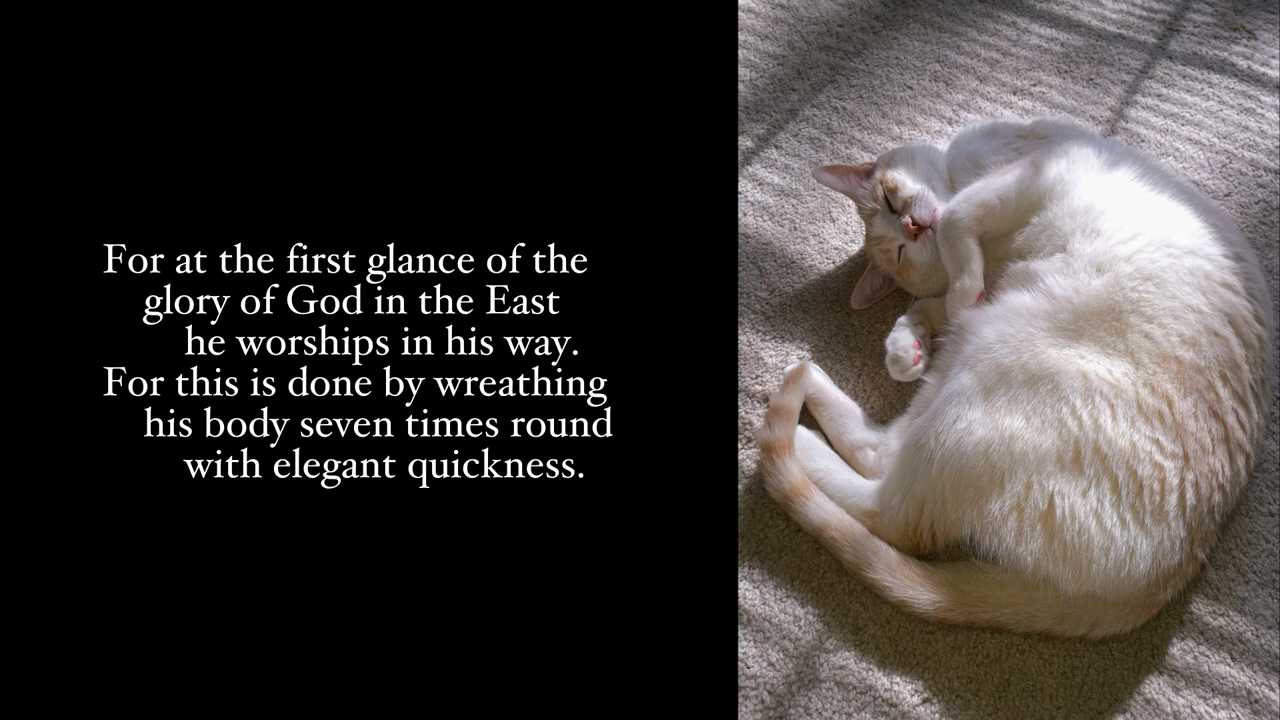 For at the first glance of the
glory of God in the East
he worships in his way.
For this is done by wreathing
his body seven times round
with elegant quickness.